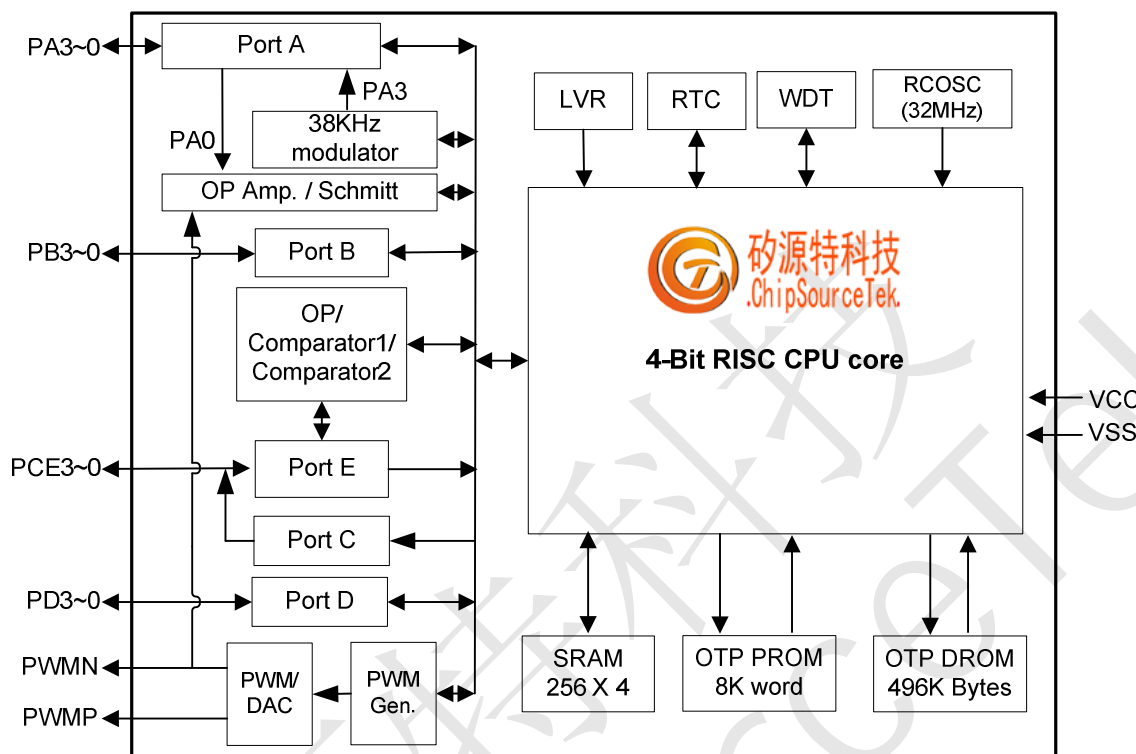 PA3~0
Port A
PA3
38KHz
modulator
PA0
OP Amp. / Schmitt
PB3~0
Port B
OP/
Comparator1/
Comparator2
PCE3~0
Port E
Port C
PD3~0
Port D
PWMN
PWMP
PWM/
DAC
PWM
Gen.
LVR
RTC
WDT
RCOSC
(32MHz)
矽源特科技
.ChipSourceTek.
4-Bit RISC CPU core
VCC
VSS
SRAM
256 X 4
OTP PROM
8K word
OTP DROM
496K Bytes
特科技